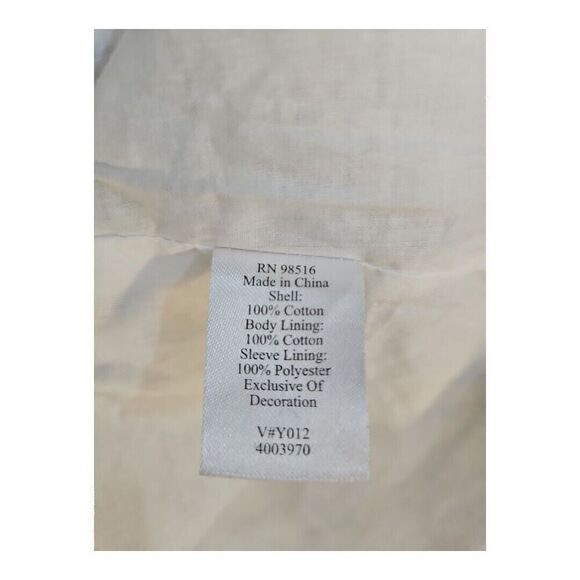 RN 98516
Made in China
Shell:
100% Cotton
Body Lining:
100% Cotton
Sleeve Lining:
100% Polyester
Exclusive Of
Decoration
V#Y012
4003970